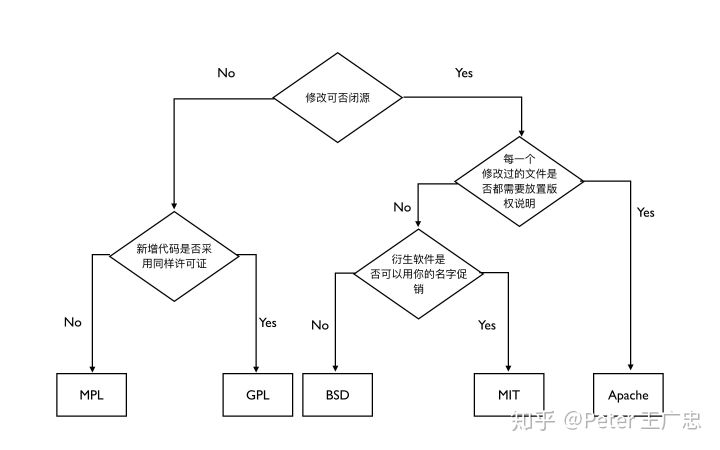 No
Yes
修改可否闭源
每一个
修改过的文件是
否都需要放置版
权说明
No
Yes
新增代码是否采
用同样许可证
衍生软件是
否可以用你的名字促
销
No
Yes
No
Yes
MPL
GPL
BSD
MIT
Apache
知乎 @Peter 王广忠